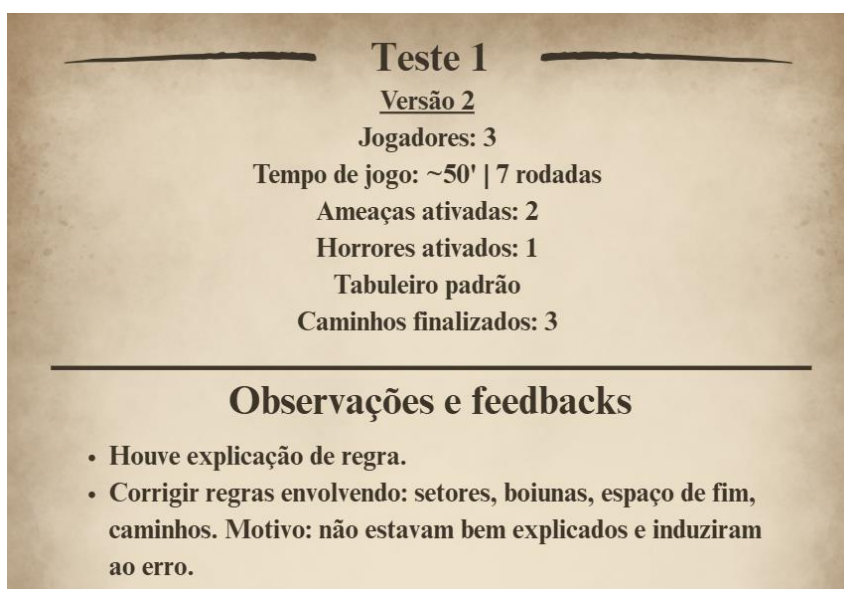 Teste 1
Versão 2
Jogadores: 3
Tempo de jogo: ~50' | 7 rodadas
Ameaças ativadas: 2
Horrores ativados: 1
Tabuleiro padrão
Caminhos finalizados: 3
Observações e feedbacks
• Houve explicação de regra.
• Corrigir regras envolvendo: setores, boiunas, espaço de fim,
caminhos. Motivo: não estavam bem explicados e induziram
ao erro.